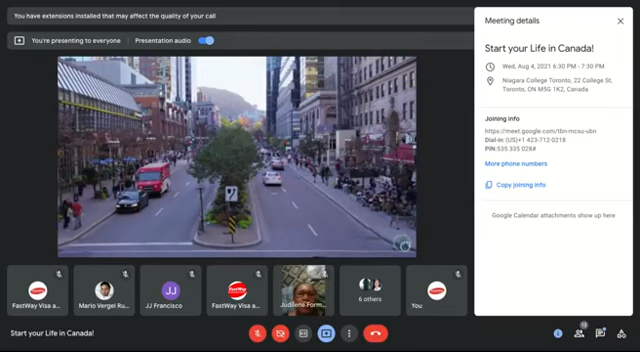 You have extensions installed that may affect the quality of your call
You're presenting to everyone
Presentation audio
Meeting details
Start your Life in Canada!
Wed, Aug 4, 2021 6:30 PM - 7:30 PM
Niagara College Toronto, 22 College St,
Toronto, ON M5G 1K2, Canada
Joining info
https://meet.google.com/tbn-mcsu-ubn
Dial-in: (US)+1 423-712-0218
PIN: 535 335 028#
More phone numbers
Copy joining info
Google Calendar attachments show up here
FastWay Visa a...
Mario Vergel Ru...
JJ
JJ Francisco
FastWay
FastWay Visa a...
Judilene Form...
6 others
You
Start your Life in Canada!